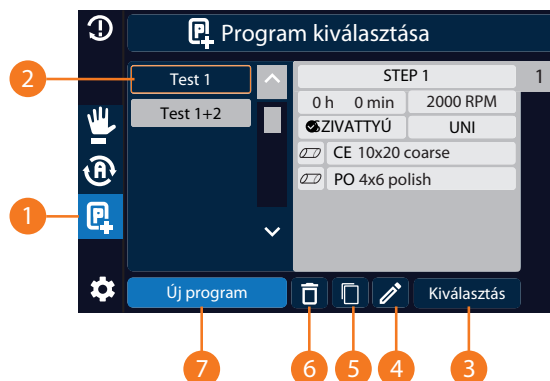 Program kiválasztása
2
Test 1
STEP 1
1
Test 1+2
0 h 0 min
2000 RPM
SZIVATTYÚ
UNI
CE 10x20 coarse
PO 4x6 polish
1
Új program
Kiválasztás
7
6
5
4
3